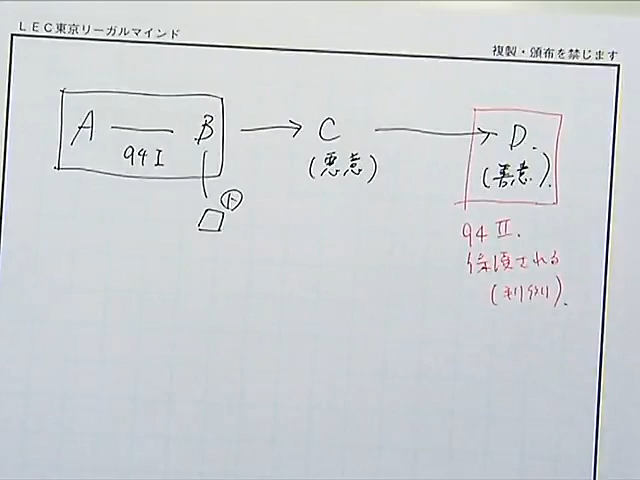 LEC東京リーガルマインド
複製・頒布を禁じます
A B C D.
94 I
(悪意)
(善意).
ト
94 II.
保護される
(判例).